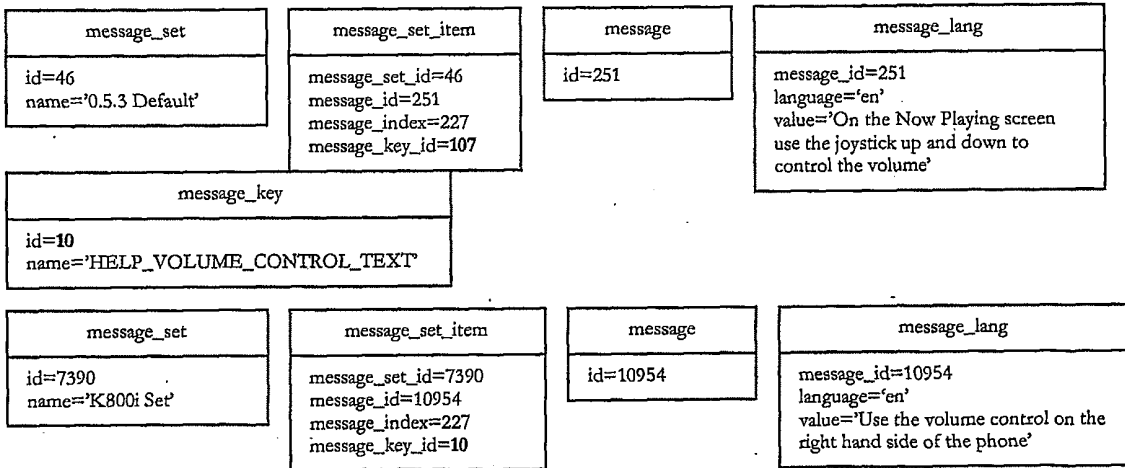 message_set
id=46
name='0.5.3 Default'
message_set_item
message_set_id=46
message_id=251
message_index=227
message_key_id=107
message
id=251
message_lang
message_id=251
language='en'
value='On the Now Playing screen
use the joystick up and down to
control the volume'
message_key
id=10
name='HELP_VOLUME_CONTROL_TEXT'
message_set
id=7390
name='K800i Set'
message_set_item
message_set_id=7390
message_id=10954
message_index=227
message_key_id=10
message
id=10954
message_lang
message_id=10954
language='en'
value='Use the volume control on the
right hand side of the phone'